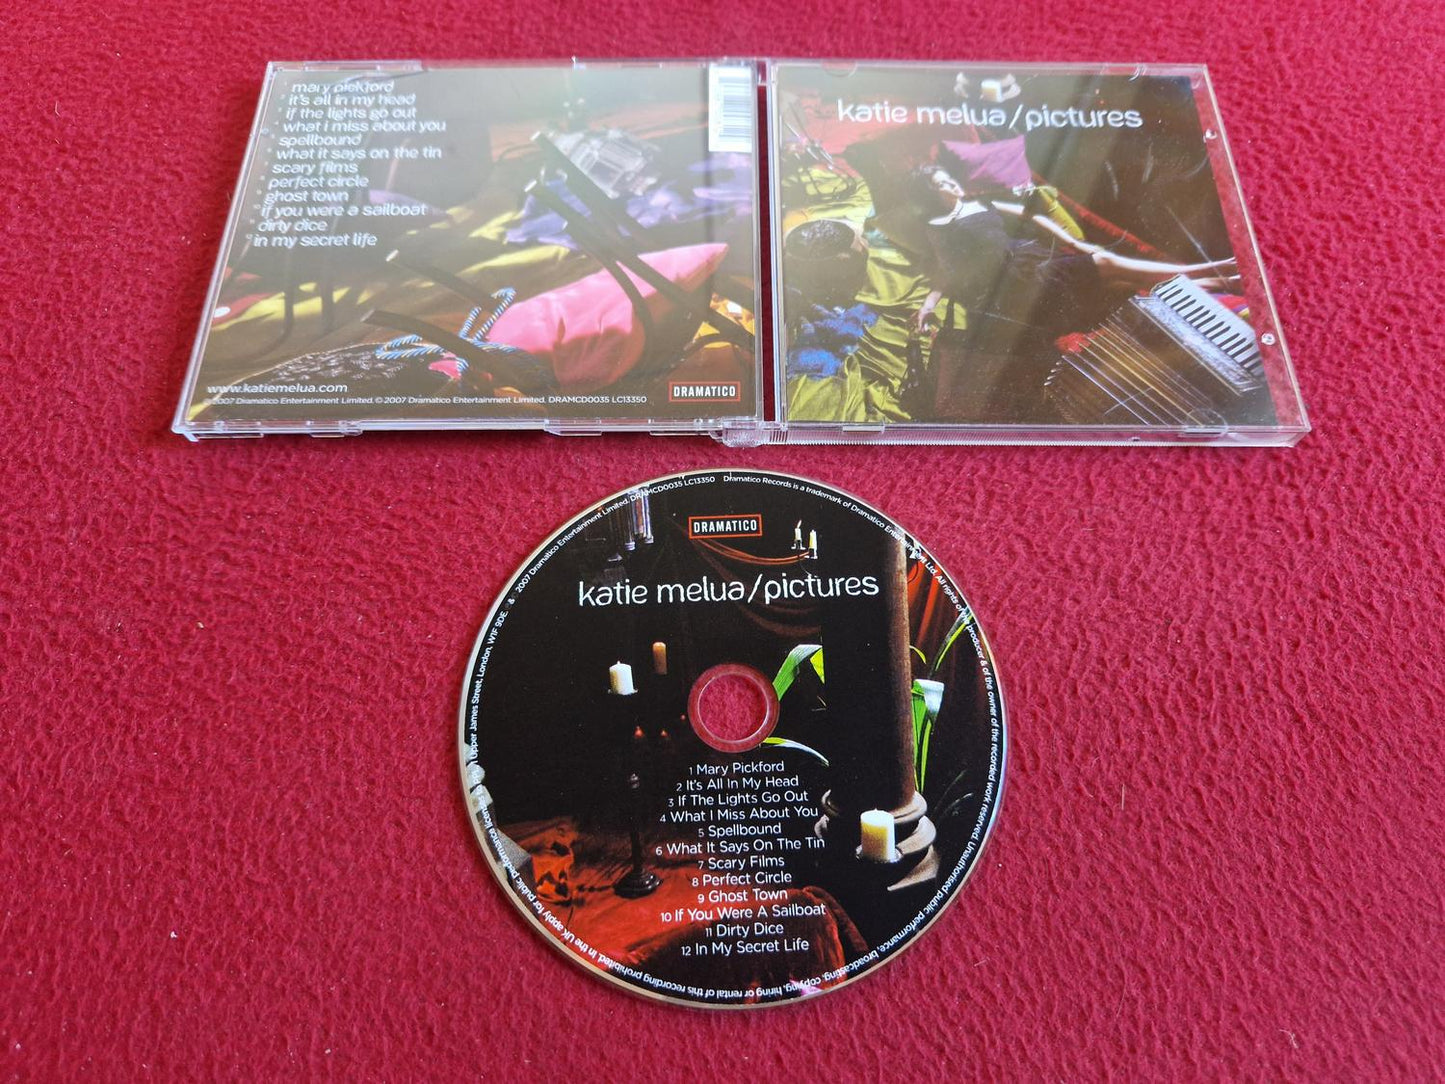 mary pickford
it's all in my head
if the lights go out
what i miss about you
spellbound
what it says on the tin
scary films
perfect circle
ghost town
if you were a sailboat
dirty dice
in my secret life
www.katiemelua.com
2007 Dramatico Entertainment Limited. © 2007 Dramatico Entertainment Limited. DRAMCD0035 LC13350
DRAMATICO
katie melua/pictures
DRAMATICO
katie melua/pictures
1 Mary Pickford
2 It's All In My Head
3 If The Lights Go Out
4 What I Miss About You
5 Spellbound
6 What It Says On The Tin
7 Scary Films
8 Perfect Circle
9 Ghost Town
10 If You Were A Sailboat
11 Dirty Dice
12 In My Secret Life
& © 2007 Dramatico Entertainment Limited. DRAMCD0035 LC13350 Dramatico Records is a trademark of Dramatico Entertainment Ltd. All rights of the producer & of the owner of the recorded work reserved. Unauthorised public performance, broadcasting, copying, hiring or rental of this recording prohibited. In the UK apply for public performance licences Upper James Street, London, W1F 9DE.